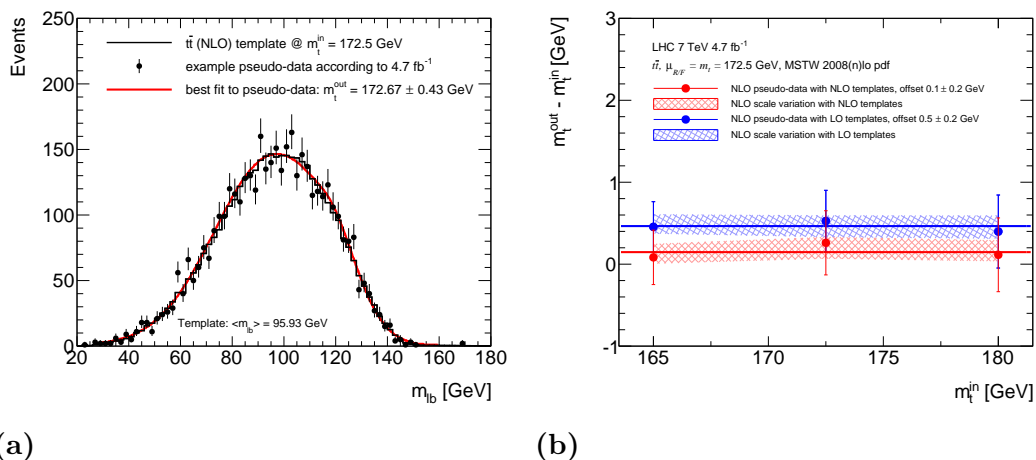 Events
250
200
150
100
50
0
20 40 60 80 100 120 140 160 180
m_lb [GeV]
tt̄ (NLO) template @ m_t^in = 172.5 GeV
example pseudo-data according to 4.7 fb⁻¹
best fit to pseudo-data: m_t^out = 172.67 ± 0.43 GeV
Template: <m_lb> = 95.93 GeV
(a)
m_t^out - m_t^in [GeV]
3
2
1
0
-1
165 170 175 180
m_t^in [GeV]
LHC 7 TeV 4.7 fb⁻¹
tt̄, μ_R/F = m_t = 172.5 GeV, MSTW 2008(n)lo pdf
NLO pseudo-data with NLO templates, offset 0.1 ± 0.2 GeV
NLO scale variation with NLO templates
NLO pseudo-data with LO templates, offset 0.5 ± 0.2 GeV
NLO scale variation with LO templates
(b)